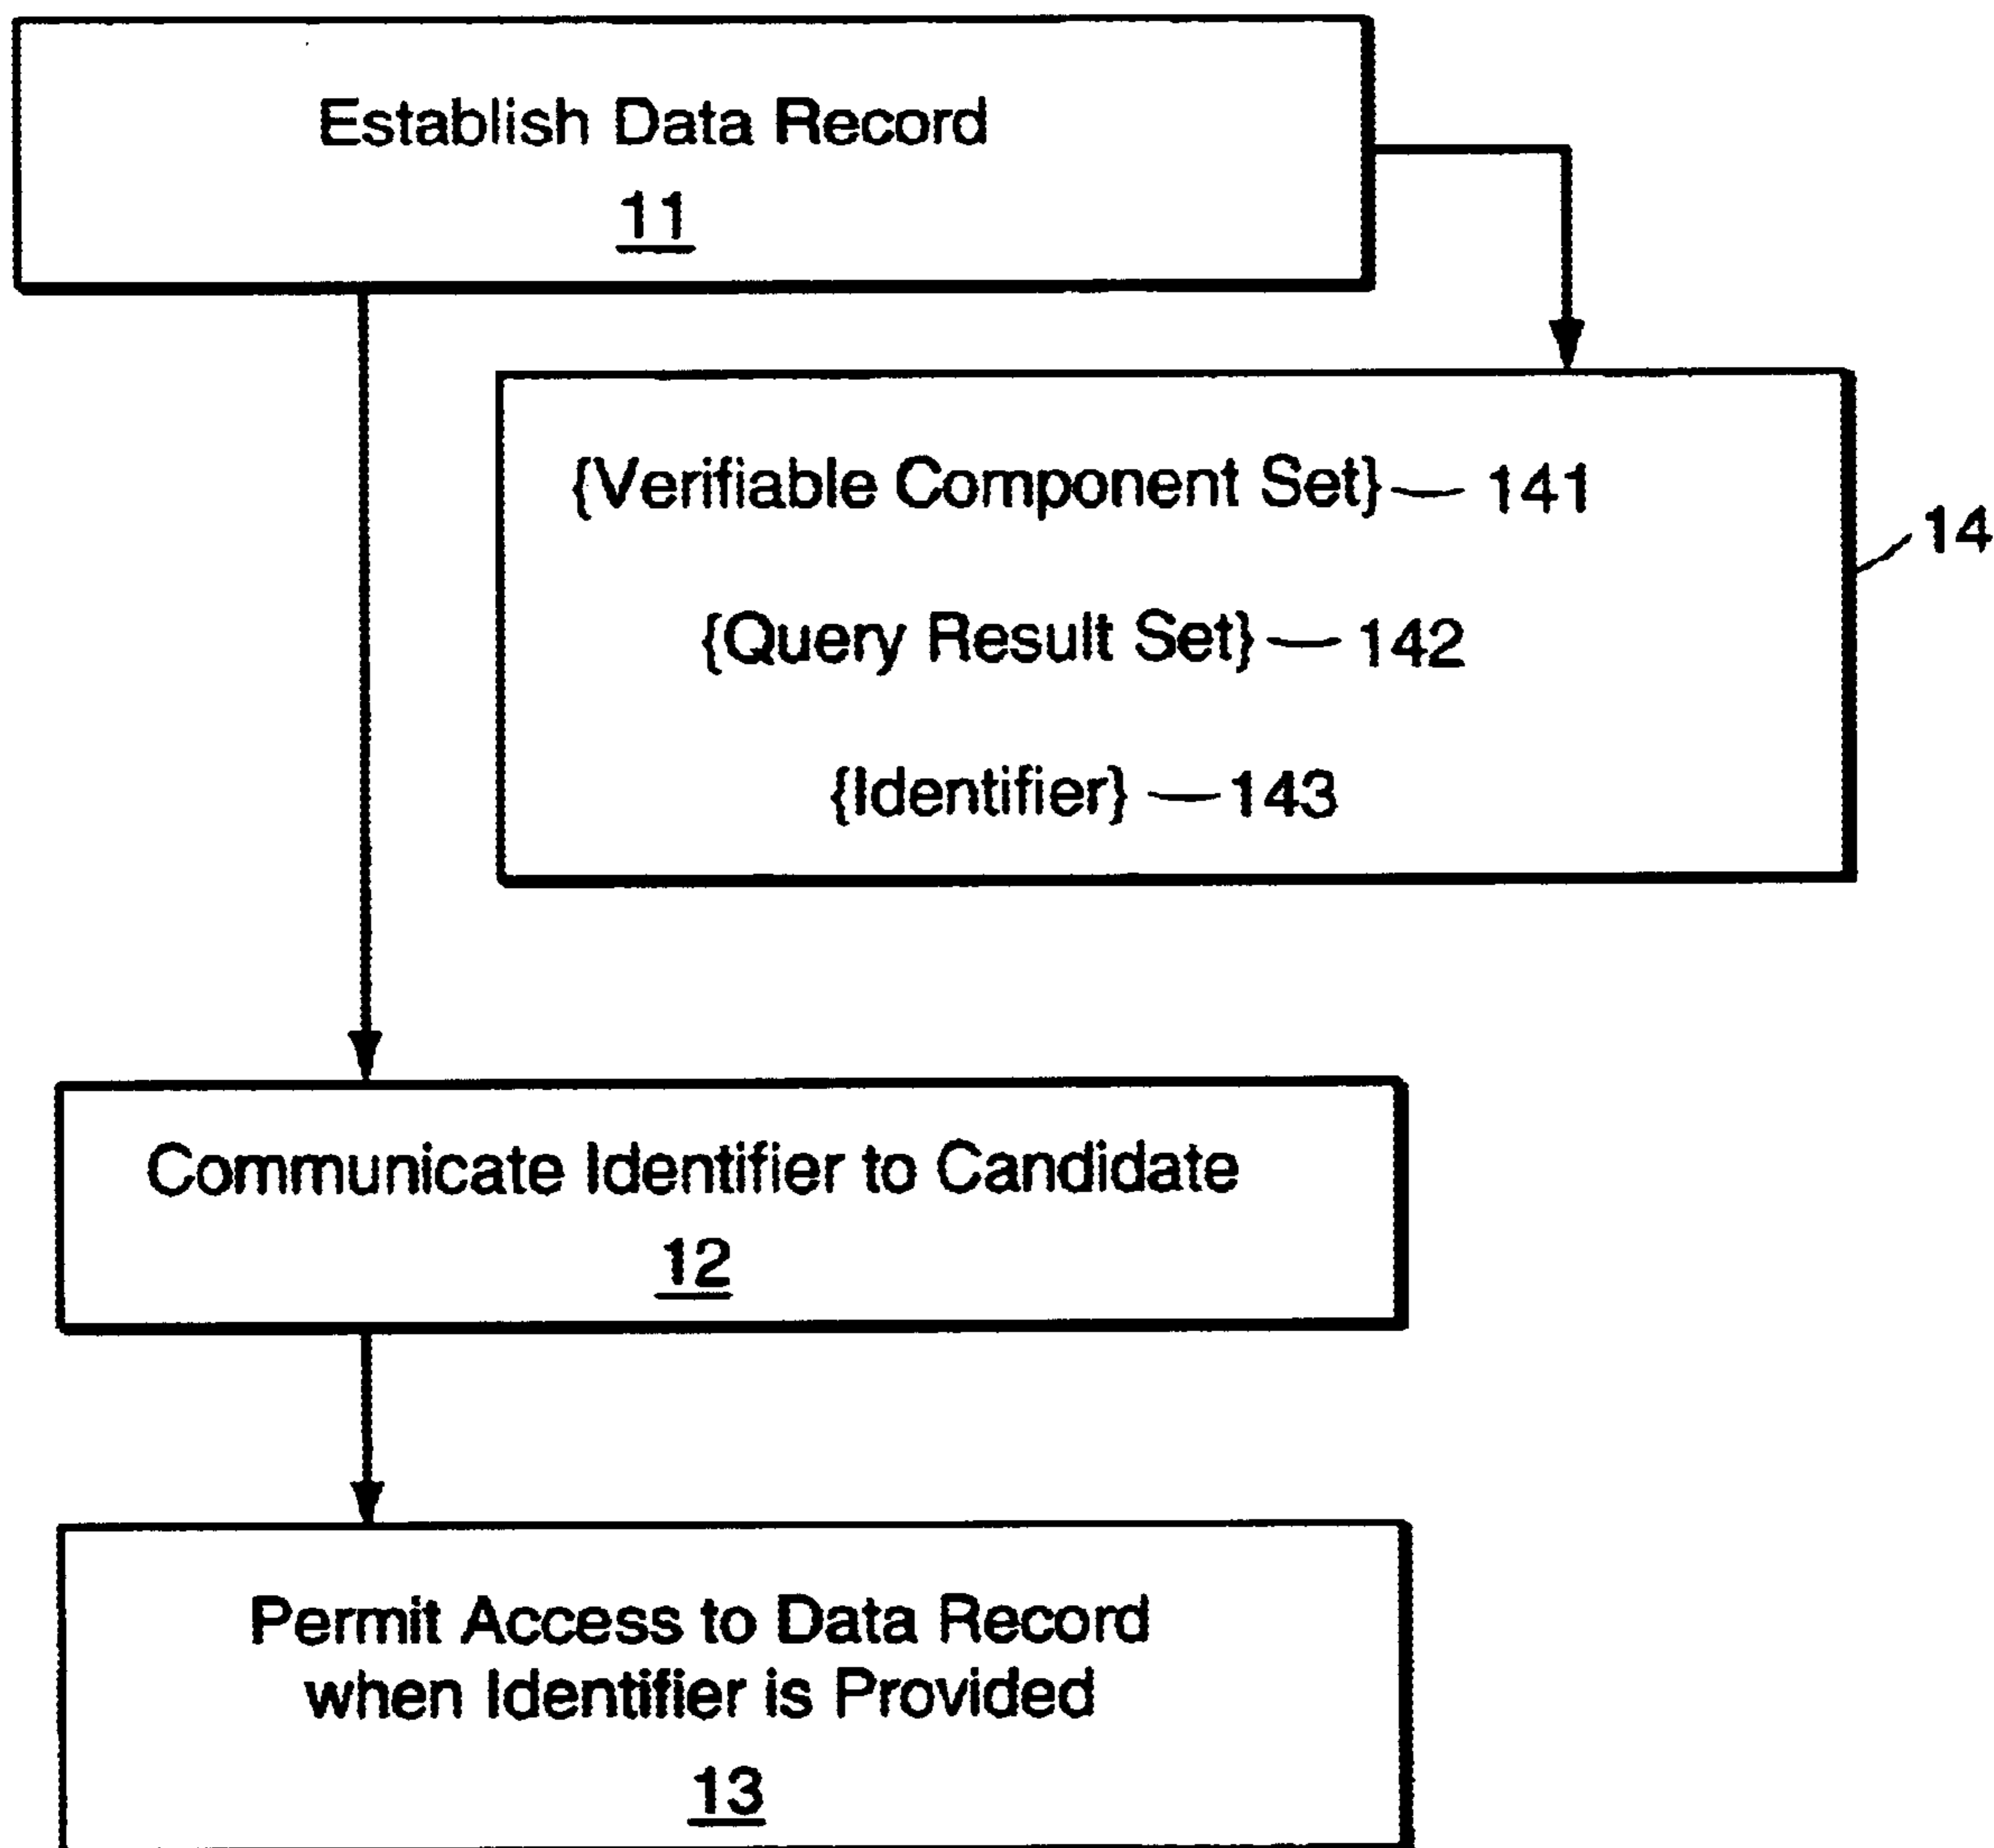 Establish Data Record
11
{Verifiable Component Set} — 141
14
{Query Result Set} — 142
{Identifier} — 143
Communicate Identifier to Candidate
12
Permit Access to Data Record
when Identifier is Provided
13